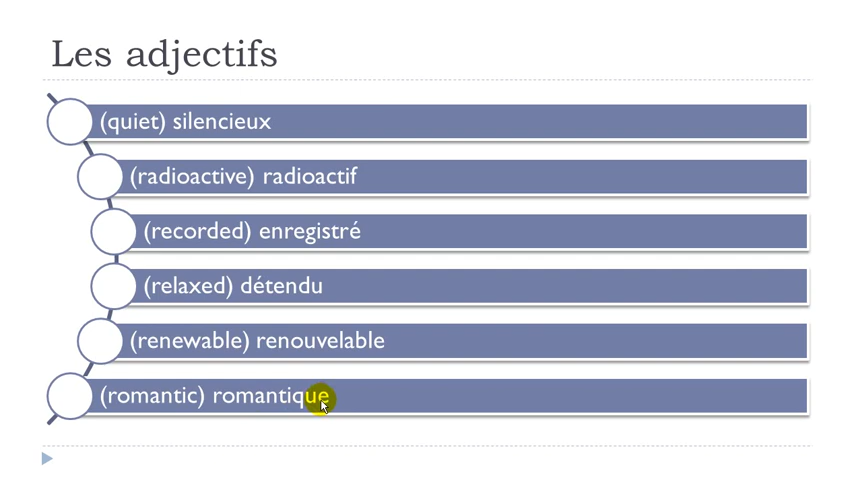 Les adjectifs
(quiet) silencieux
(radioactive) radioactif
(recorded) enregistré
(relaxed) détendu
(renewable) renouvelable
(romantic) romantique